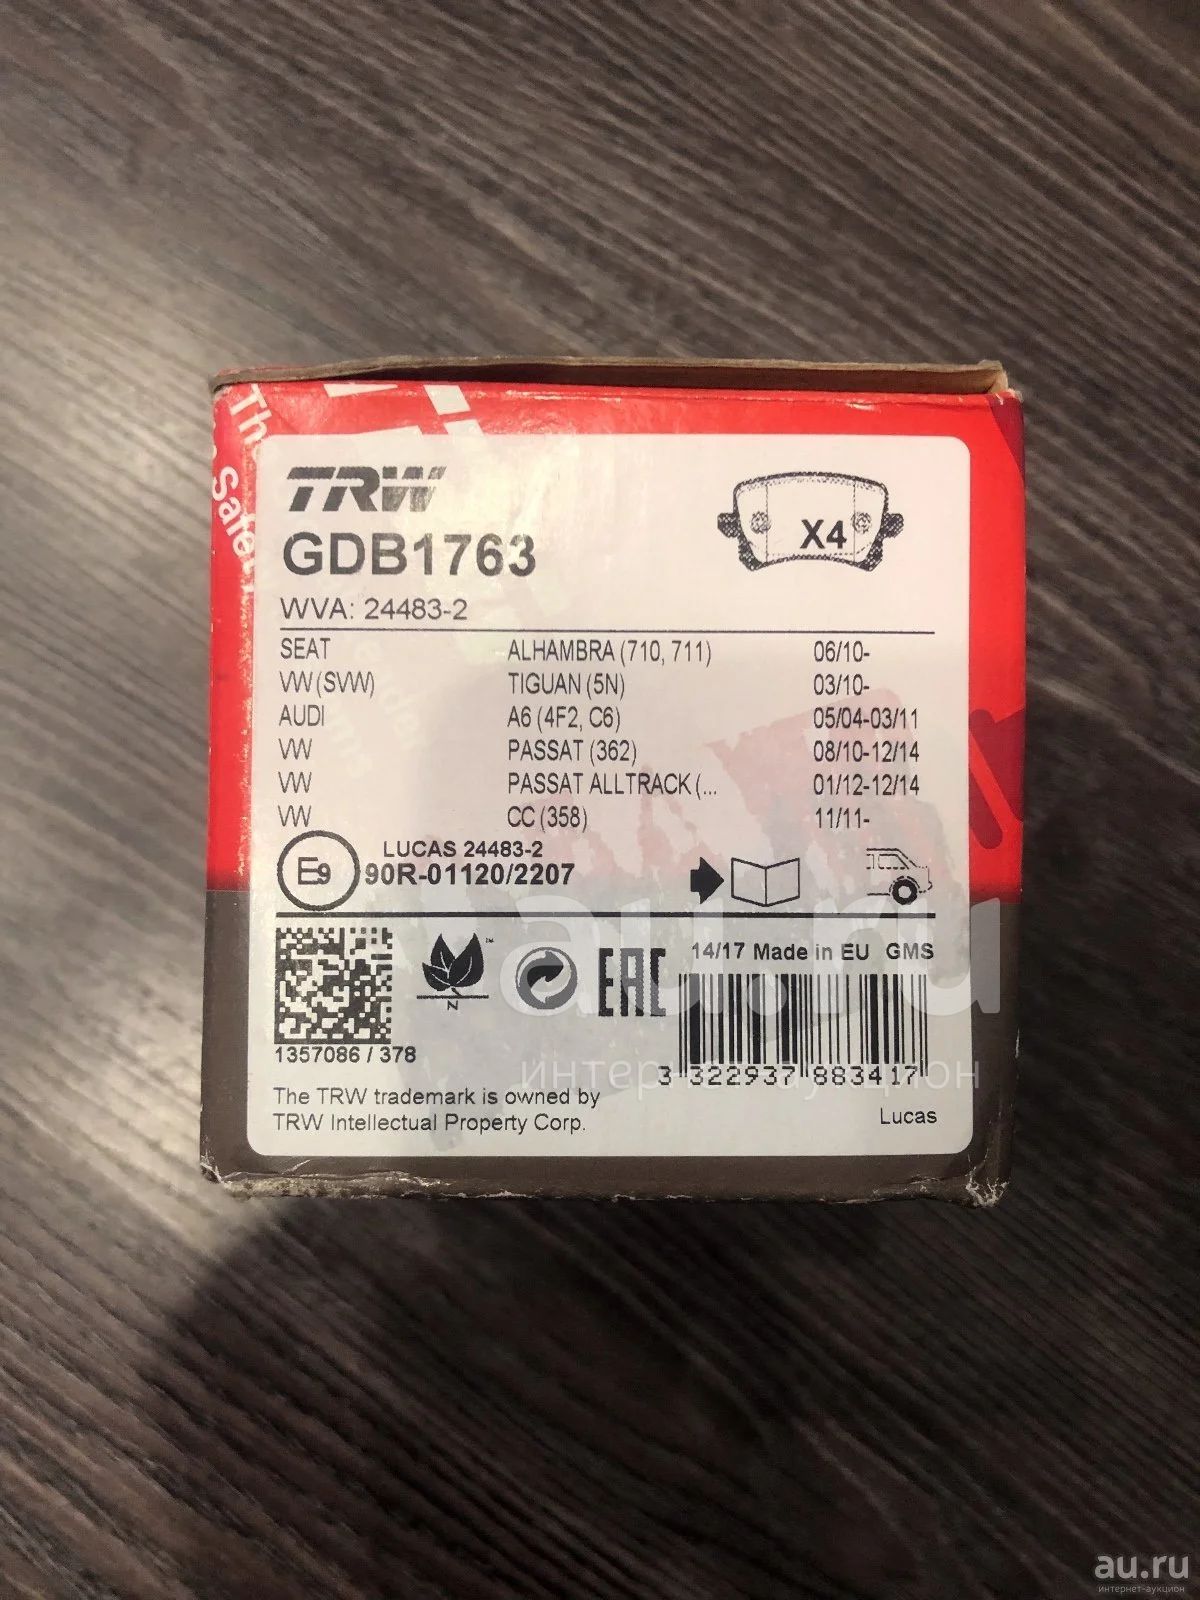 The
Safe
TRW
X4
GDB1763
WVA: 24483-2
SEAT ALHAMBRA (710, 711) 06/10-
VW (SVW) TIGUAN (5N) 03/10-
AUDI A6 (4F2, C6) 05/04-03/11
VW PASSAT (362) 08/10-12/14
VW PASSAT ALLTRACK (... 01/12-12/14
VW CC (358) 11/11-
LUCAS 24483-2
E9 90R-01120/2207
14/17 Made in EU GMS
N
EAC
1357086 / 378
3 322937 883417
The TRW trademark is owned by
TRW Intellectual Property Corp.
Lucas
au.ru
интернет-аукцион
au.ru
интернет-аукцион